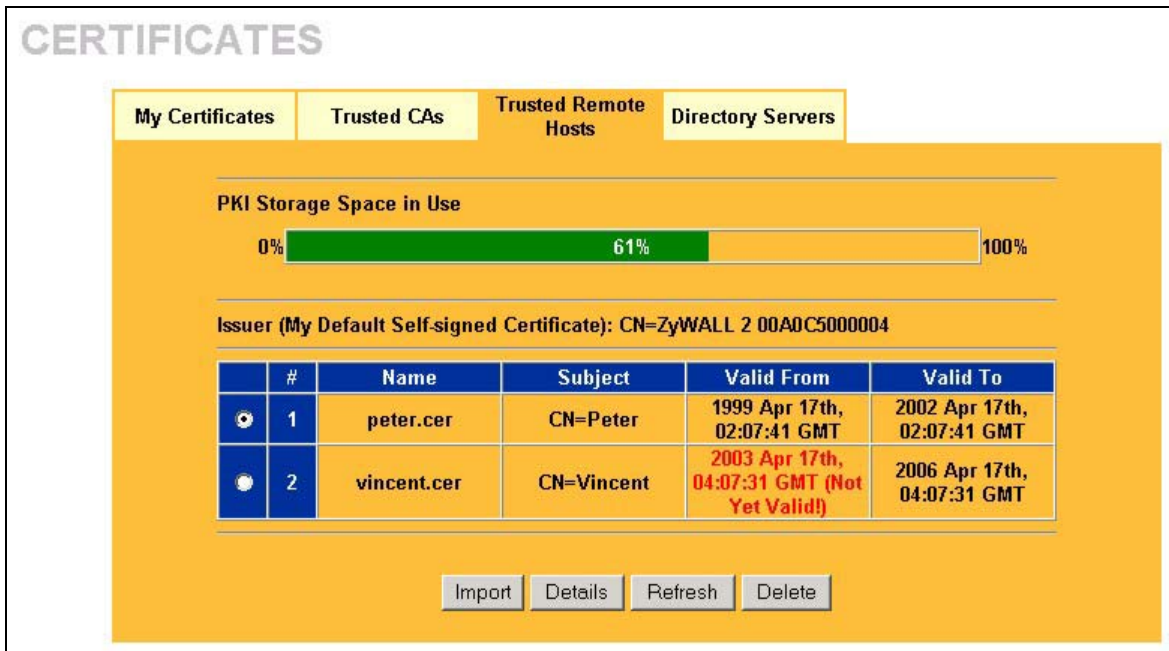 CERTIFICATES
My Certificates
Trusted CAs
Trusted Remote
Hosts
Directory Servers
PKI Storage Space in Use
0% 61% 100%
Issuer (My Default Self-signed Certificate): CN=ZyWALL 2 00A0C5000004
# Name Subject Valid From Valid To
1 peter.cer CN=Peter
1999 Apr 17th,
02:07:41 GMT
2002 Apr 17th,
02:07:41 GMT
2 vincent.cer CN=Vincent
2003 Apr 17th,
04:07:31 GMT (Not
Yet Valid!)
2006 Apr 17th,
04:07:31 GMT
Import Details Refresh Delete